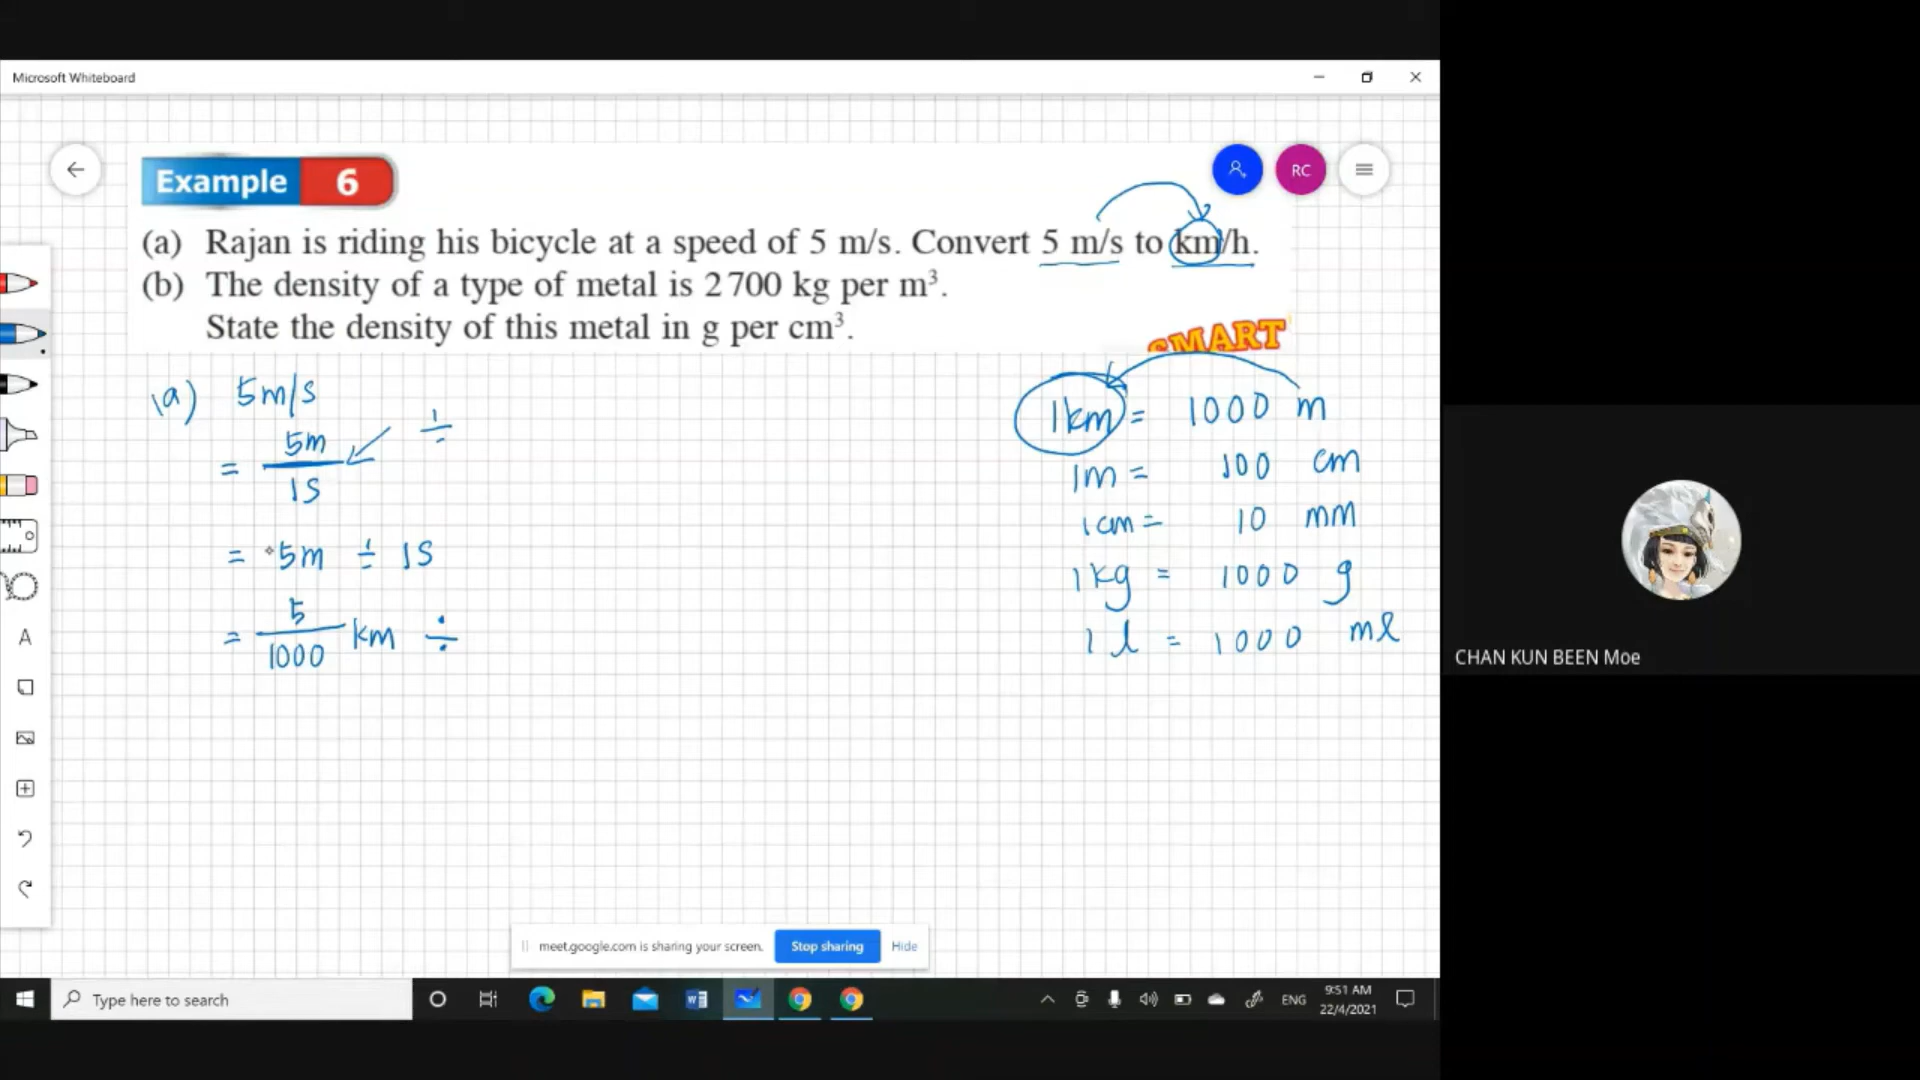 Microsoft Whiteboard
Example 6
RC
(a) Rajan is riding his bicycle at a speed of 5 m/s. Convert 5 m/s to km/h.
(b) The density of a type of metal is 2 700 kg per m³.
State the density of this metal in g per cm³.
SMART
(a) 5m/s
÷
= 5m
1s
= 5m ÷ 1s
= 5/1000 km ÷
1km = 1000 m
1m = 100 cm
1cm = 10 mm
1kg = 1000 g
1 l = 1000 ml
A
CHAN KUN BEEN Moe
meet.google.com is sharing your screen.
Stop sharing
Hide
Type here to search
ENG
9:51 AM
22/4/2021